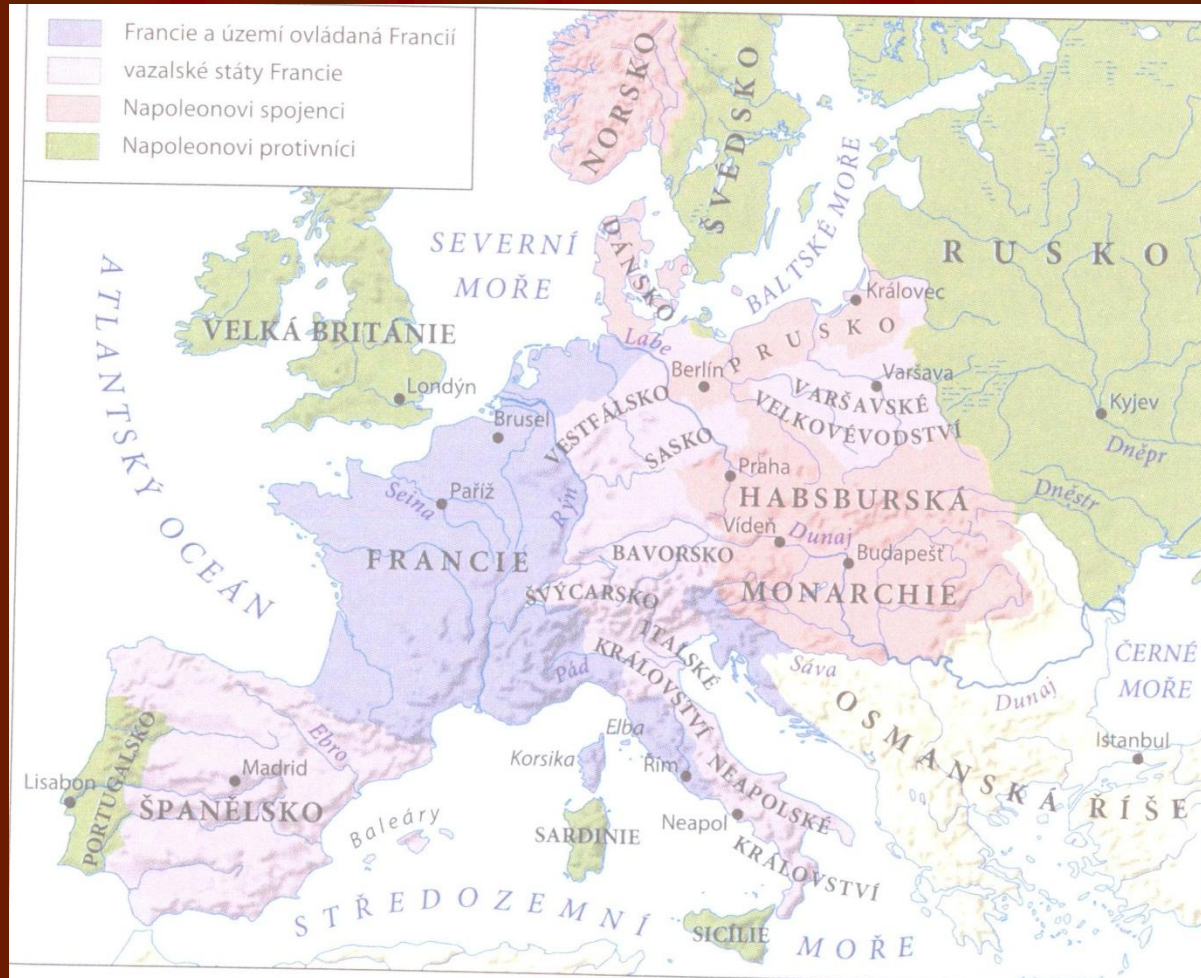 Francie a území ovládaná Francií
vazalské státy Francie
Napoleonovi spojenci
Napoleonovi protivníci
NORSKO
ŠVÉDSKO
SEVERNÍ
MOŘE
DÁNSKO
BALTSKÉ MOŘE
RUSKO
ATLANTSKÝ OCEÁN
VELKÁ BRITÁNIE
Londýn
Královec
PRUSKO
Labe
Berlín
Varšava
VARŠAVSKÉ
VELKOVÉVODSTVÍ
Kyjev
Dněpr
Brusel
VESTFÁLSKO
SASKO
Praha
HABSBURSKÁ
Dněstr
Seina
Paříž
Rýn
Vídeň
Dunaj
FRANCIE
BAVORSKO
Budapešť
ŠVÝCARSKO
MONARCHIE
ITALSKÉ
KRÁLOVSTVÍ
Pád
Sáva
ČERNÉ
MOŘE
Dunaj
OSMANSKÁ ŘÍŠE
Istanbul
Elba
Korsika
Řím
Ebro
Madrid
Lisabon
PORTUGALSKO
ŠPANĚLSKO
Baleáry
NEAPOLSKÉ
KRÁLOVSTVÍ
Neapol
SARDINIE
STŘEDOZEMNÍ MOŘE
SICÍLIE